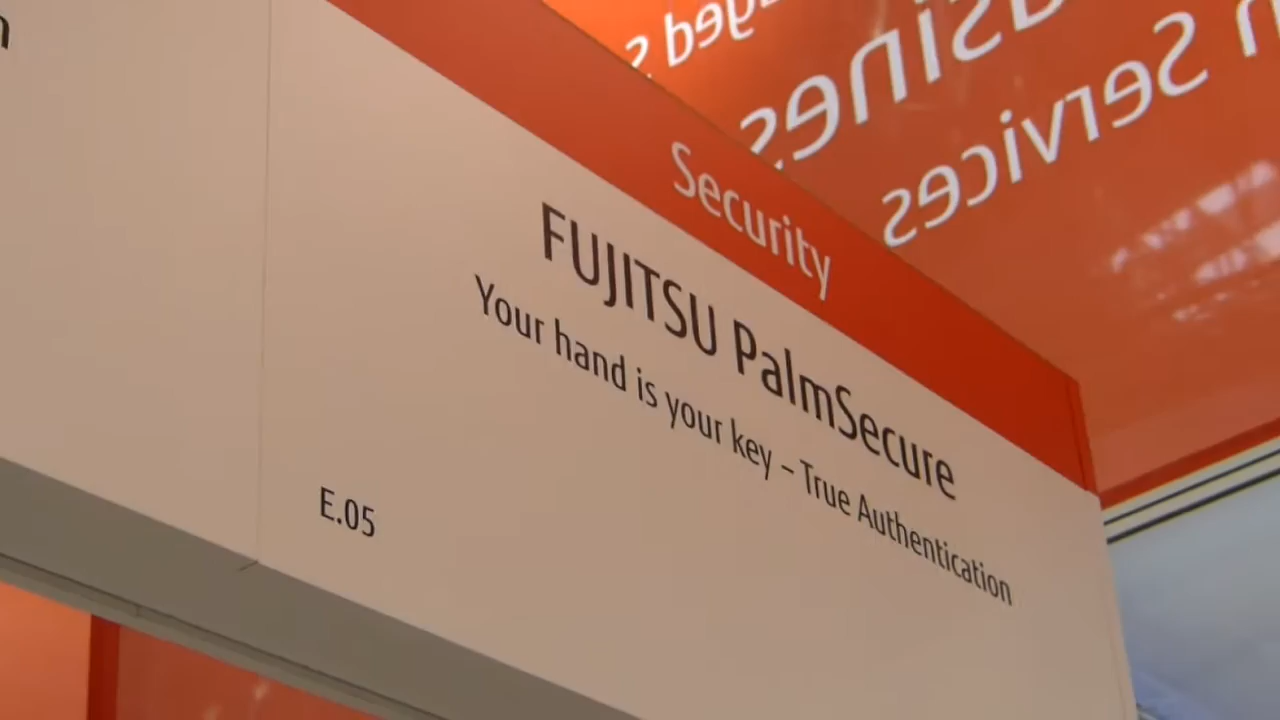 Security
FUJITSU PalmSecure
Your hand is your key – True Authentication
E.05
Services